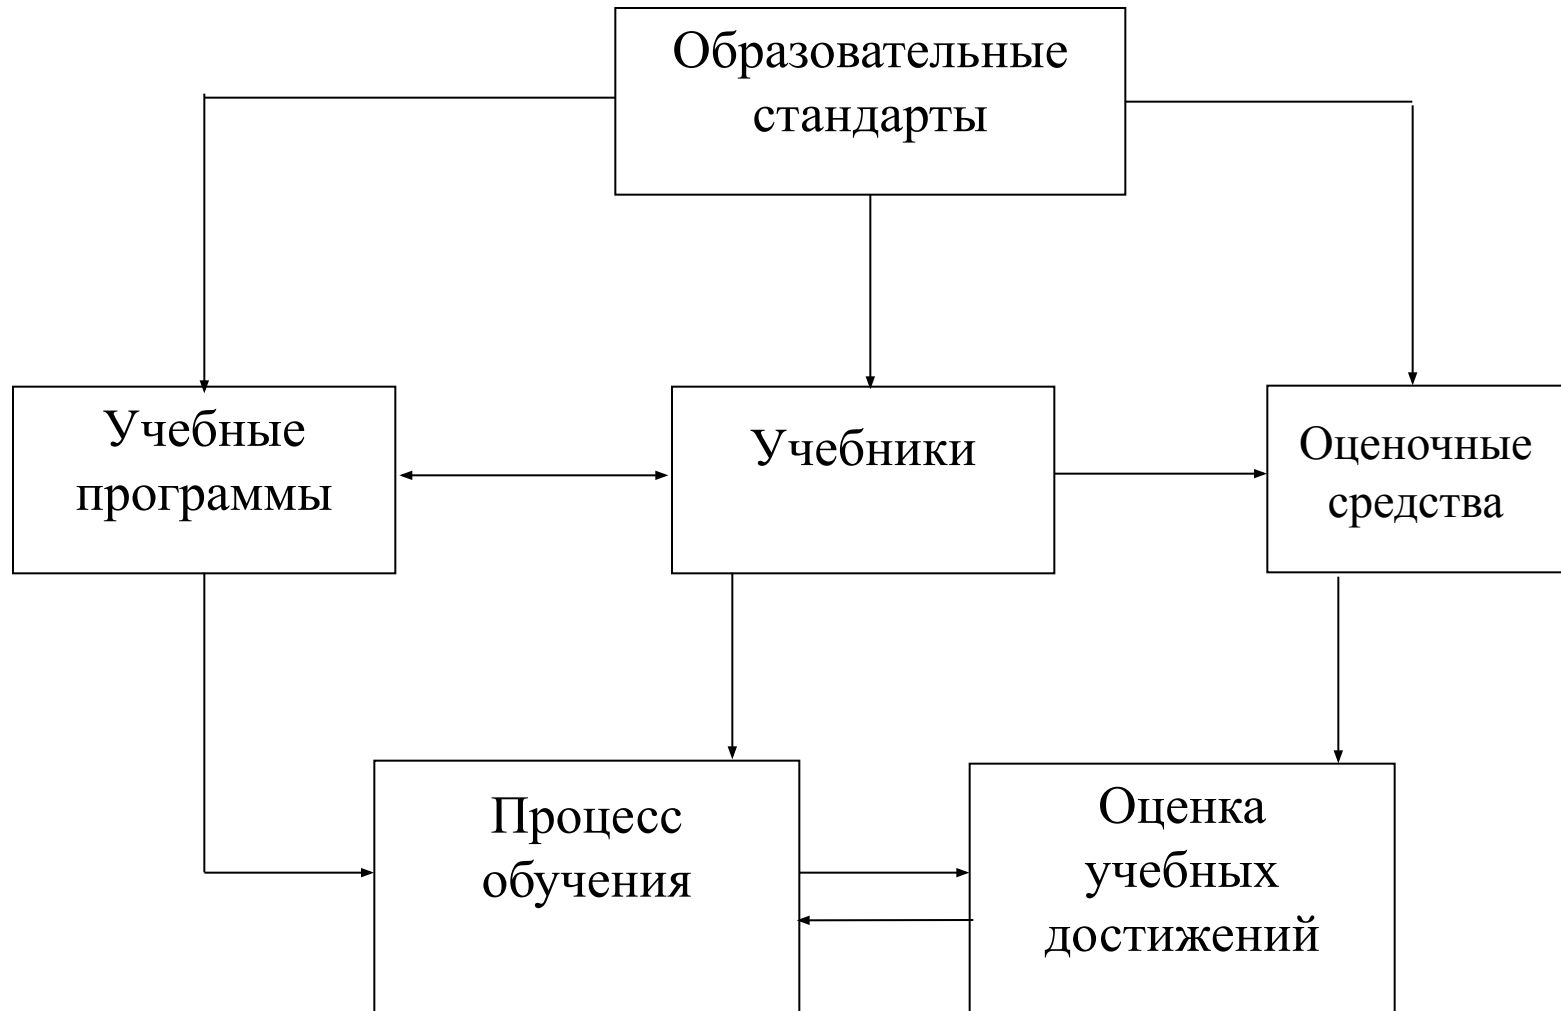 Образовательные
стандарты
Учебные
программы
Учебники
Оценочные
средства
Процесс
обучения
Оценка
учебных
достижений